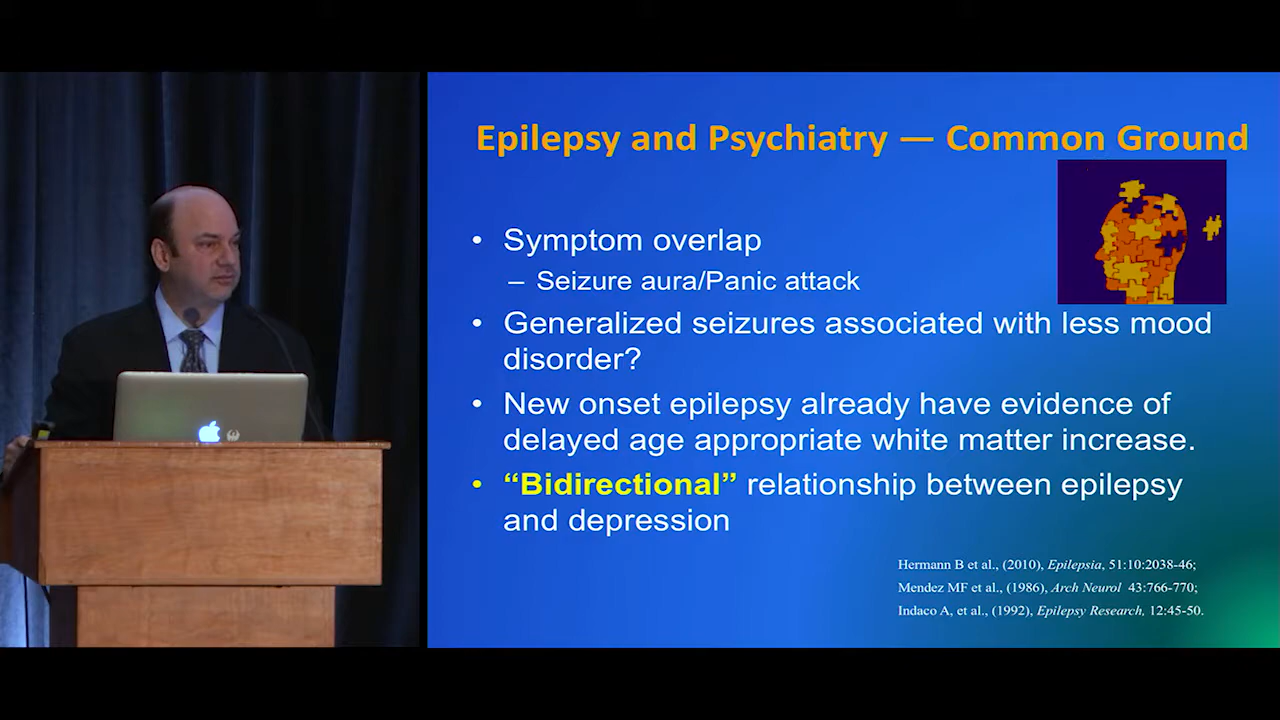 Epilepsy and Psychiatry — Common Ground
• Symptom overlap
– Seizure aura/Panic attack
• Generalized seizures associated with less mood
disorder?
• New onset epilepsy already have evidence of
delayed age appropriate white matter increase.
• “Bidirectional” relationship between epilepsy
and depression
Hermann B et al., (2010), Epilepsia, 51:10:2038-46;
Mendez MF et al., (1986), Arch Neurol 43:766-770;
Indaco A, et al., (1992), Epilepsy Research, 12:45-50.